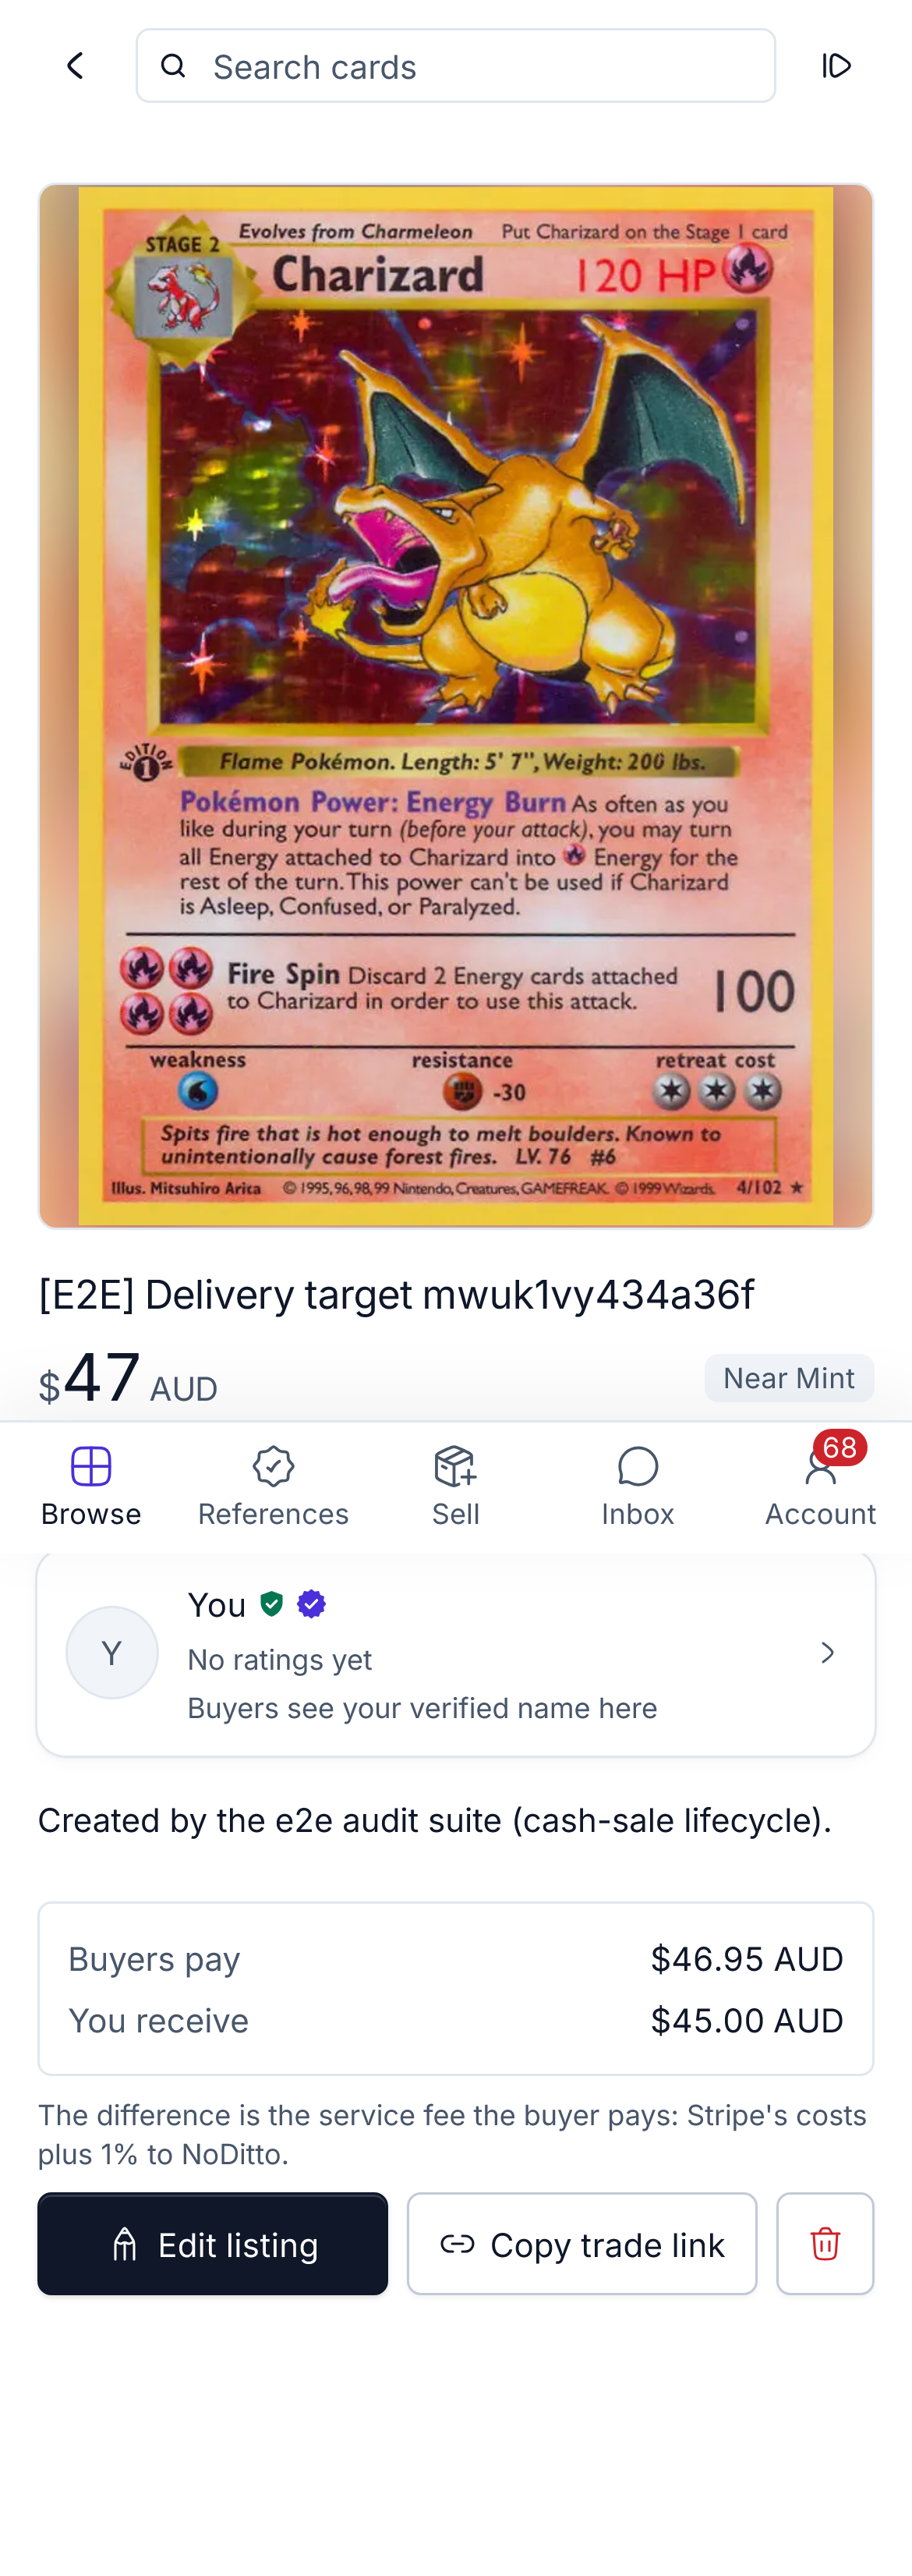 Search cards
Evolves from Charmeleon Put Charizard on the Stage 1 card
STAGE 2
Charizard 120 HP
EDITION
1
Flame Pokémon. Length: 5' 7", Weight: 200 lbs.
Pokémon Power: Energy Burn As often as you
like during your turn (before your attack), you may turn
all Energy attached to Charizard into Energy for the
rest of the turn. This power can't be used if Charizard
is Asleep, Confused, or Paralyzed.
Fire Spin Discard 2 Energy cards attached
to Charizard in order to use this attack.
100
weakness resistance retreat cost
-30
Spits fire that is hot enough to melt boulders. Known to
unintentionally cause forest fires. LV. 76 #6
Illus. Mitsuhiro Arita © 1995, 96, 98, 99 Nintendo, Creatures, GAMEFREAK. © 1999 Wizards. 4/102 ★
[E2E] Delivery target mwuk1vy434a36f
$47 AUD
Near Mint
68
Browse References Sell Inbox Account
Y
You
No ratings yet
Buyers see your verified name here
Created by the e2e audit suite (cash-sale lifecycle).
Buyers pay $46.95 AUD
You receive $45.00 AUD
The difference is the service fee the buyer pays: Stripe's costs
plus 1% to NoDitto.
Edit listing Copy trade link